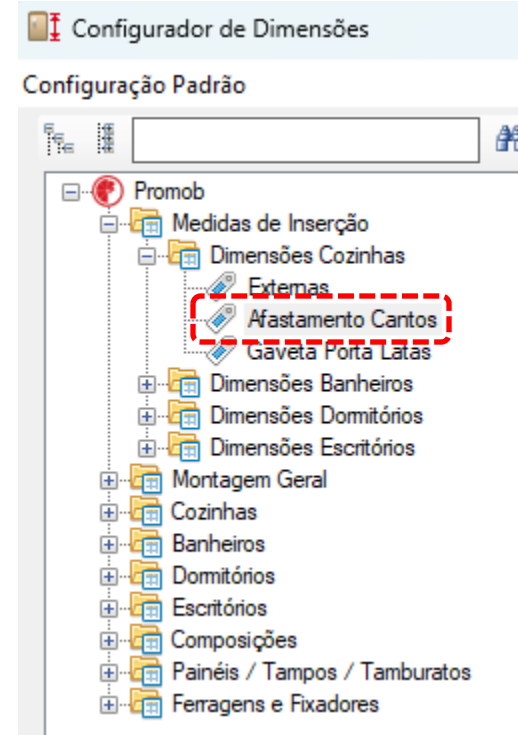 Configurador de Dimensões
Configuração Padrão
Promob
Medidas de Inserção
Dimensões Cozinhas
Externas
Afastamento Cantos
Gaveta Porta Latas
Dimensões Banheiros
Dimensões Dormitórios
Dimensões Escritórios
Montagem Geral
Cozinhas
Banheiros
Dormitórios
Escritórios
Composições
Painéis / Tampos / Tamburatos
Ferragens e Fixadores